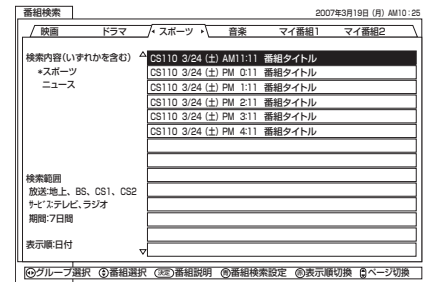 番組検索 2007年3月19日 (月) AM10:25
映画 ドラマ スポーツ 音楽 マイ番組1 マイ番組2
検索内容(いずれかを含む)
*スポーツ
ニュース
CS110 3/24 (土) AM11:11 番組タイトル
CS110 3/24 (土) PM 0:11 番組タイトル
CS110 3/24 (土) PM 1:11 番組タイトル
CS110 3/24 (土) PM 2:11 番組タイトル
CS110 3/24 (土) PM 3:11 番組タイトル
CS110 3/24 (土) PM 4:11 番組タイトル
検索範囲
放送:地上、BS、CS1、CS2
サービス:テレビ、ラジオ
期間:7日間
表示順:日付
グループ選択 番組選択 決定 番組説明 青 番組検索設定 表示順切換 ページ切換